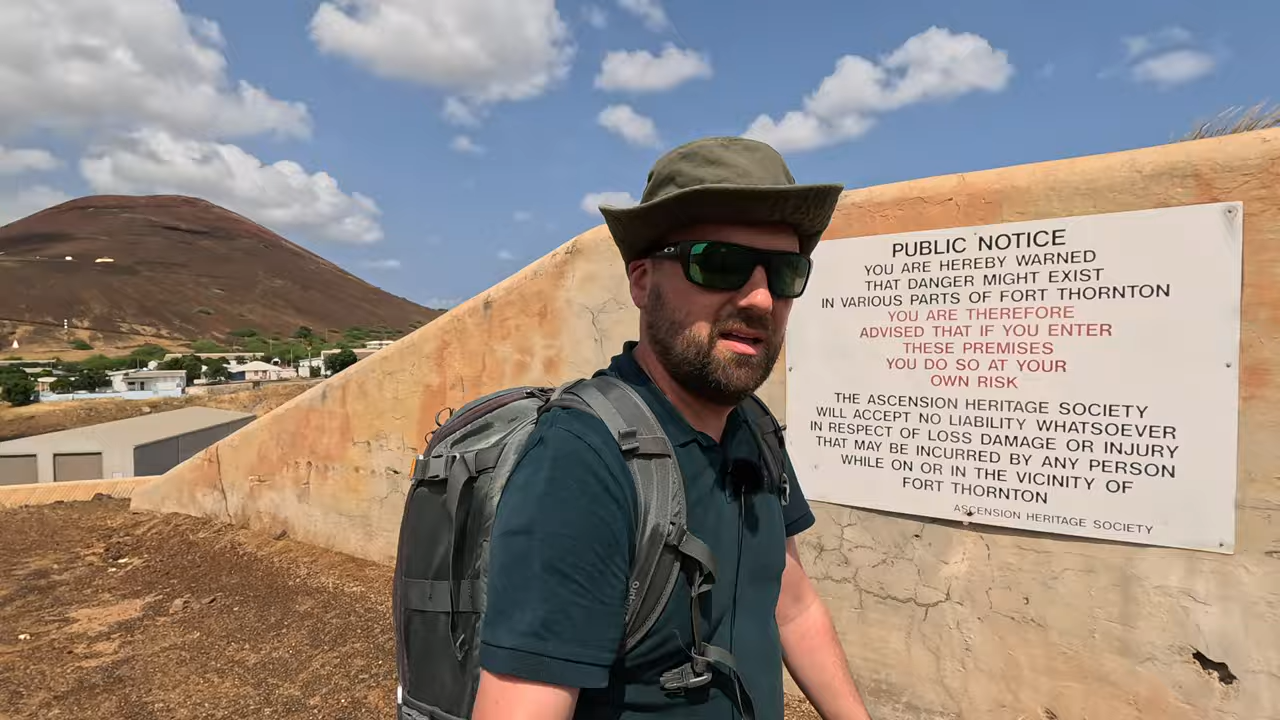 PUBLIC NOTICE
YOU ARE HEREBY WARNED
THAT DANGER MIGHT EXIST
IN VARIOUS PARTS OF FORT THORNTON
YOU ARE THEREFORE
ADVISED THAT IF YOU ENTER
THESE PREMISES
YOU DO SO AT YOUR
OWN RISK
THE ASCENSION HERITAGE SOCIETY
WILL ACCEPT NO LIABILITY WHATSOEVER
IN RESPECT OF LOSS DAMAGE OR INJURY
THAT MAY BE INCURRED BY ANY PERSON
WHILE ON OR IN THE VICINITY OF
FORT THORNTON
ASCENSION HERITAGE SOCIETY